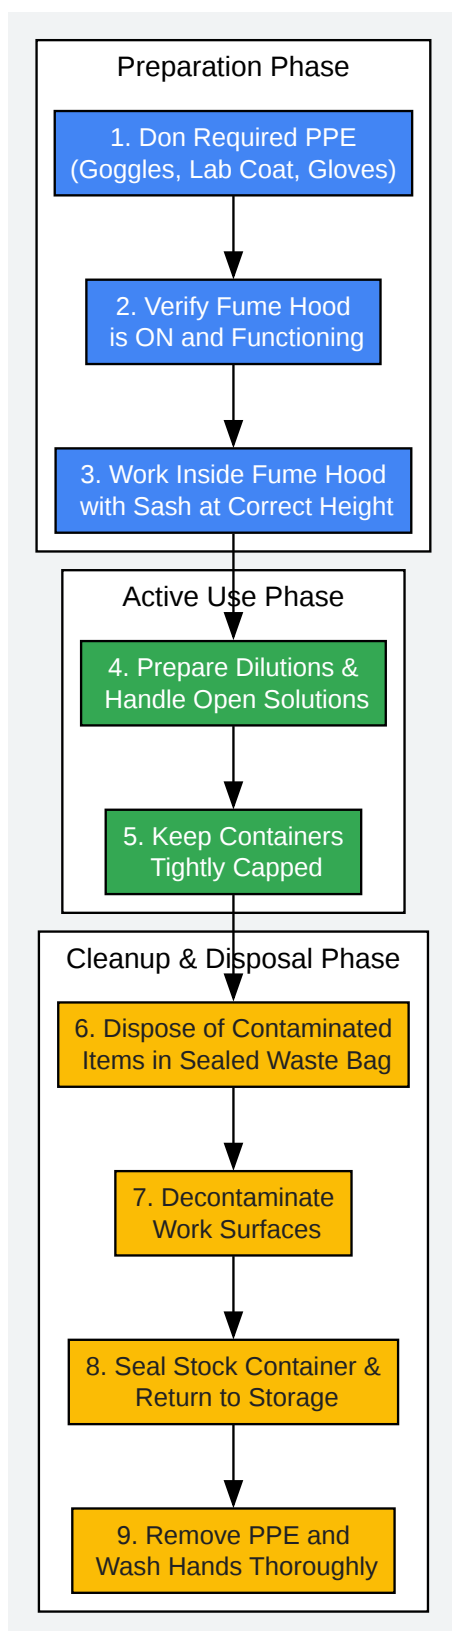 Preparation Phase
1. Don Required PPE
(Goggles, Lab Coat, Gloves)
2. Verify Fume Hood
is ON and Functioning
3. Work Inside Fume Hood
with Sash at Correct Height
Active Use Phase
4. Prepare Dilutions &
Handle Open Solutions
5. Keep Containers
Tightly Capped
Cleanup & Disposal Phase
6. Dispose of Contaminated
Items in Sealed Waste Bag
7. Decontaminate
Work Surfaces
8. Seal Stock Container &
Return to Storage
9. Remove PPE and
Wash Hands Thoroughly